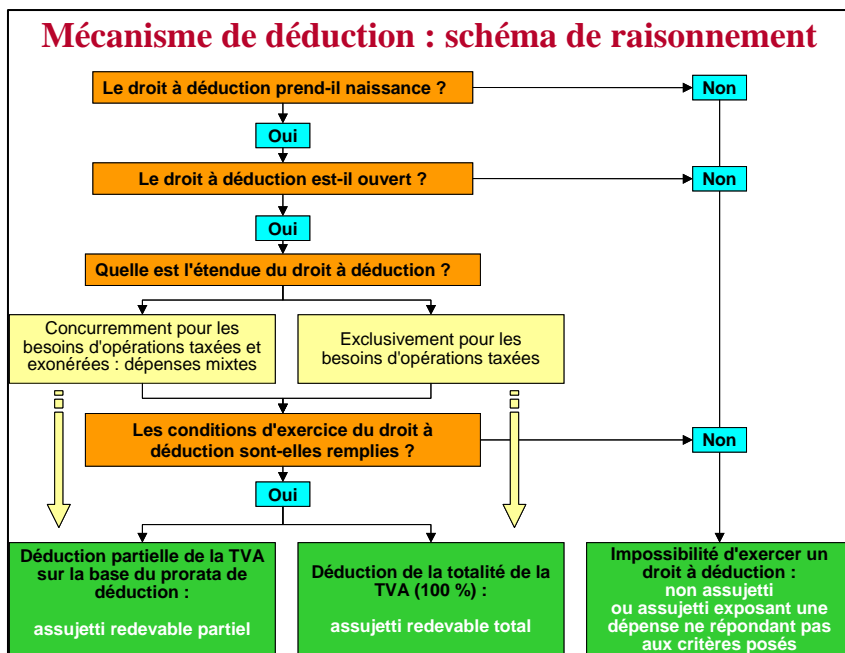 Mécanisme de déduction : schéma de raisonnement
Le droit à déduction prend-il naissance ?
Non
Oui
Le droit à déduction est-il ouvert ?
Non
Oui
Quelle est l'étendue du droit à déduction ?
Concurremment pour les
besoins d'opérations taxées et
exonérées : dépenses mixtes
Exclusivement pour les
besoins d'opérations taxées
Les conditions d'exercice du droit à
déduction sont-elles remplies ?
Non
Oui
Déduction partielle de la TVA
sur la base du prorata de
déduction :
assujetti redevable partiel
Déduction de la totalité de la
TVA (100 %) :
assujetti redevable total
Impossibilité d'exercer un
droit à déduction :
non assujetti
ou assujetti exposant une
dépense ne répondant pas
aux critères posés